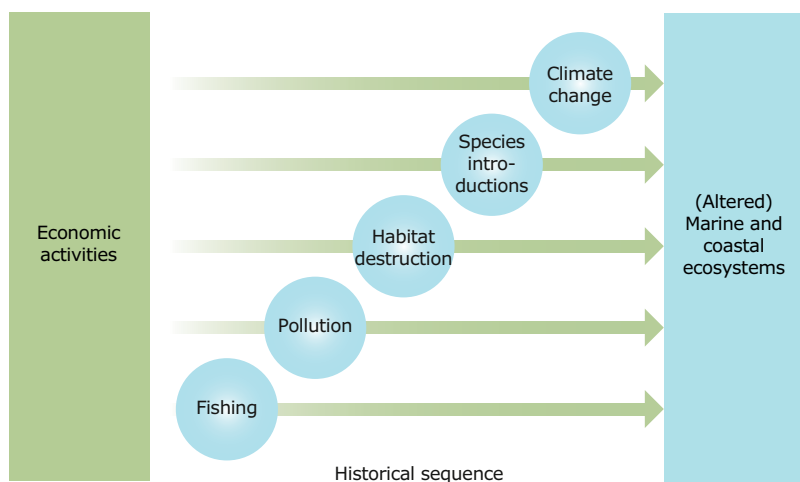 Climate
change
Species
intro-
ductions
Economic
activities
Habitat
destruction
(Altered)
Marine and
coastal
ecosystems
Pollution
Fishing
Historical sequence